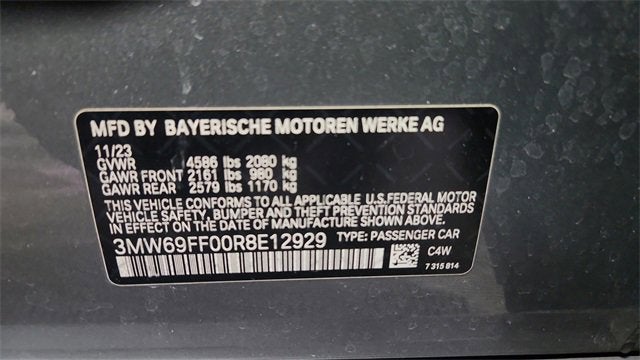 MFD BY BAYERISCHE MOTOREN WERKE AG
11/23
GVWR 4586 lbs 2080 kg
GAWR FRONT 2161 lbs 980 kg
GAWR REAR 2579 lbs 1170 kg
THIS VEHICLE CONFORMS TO ALL APPLICABLE U.S.FEDERAL MOTOR
VEHICLE SAFETY, BUMPER AND THEFT PREVENTION STANDARDS
IN EFFECT ON THE DATE OF MANUFACTURE SHOWN ABOVE.
3MW69FF00R8E12929 TYPE: PASSENGER CAR
C4W
7 315 814